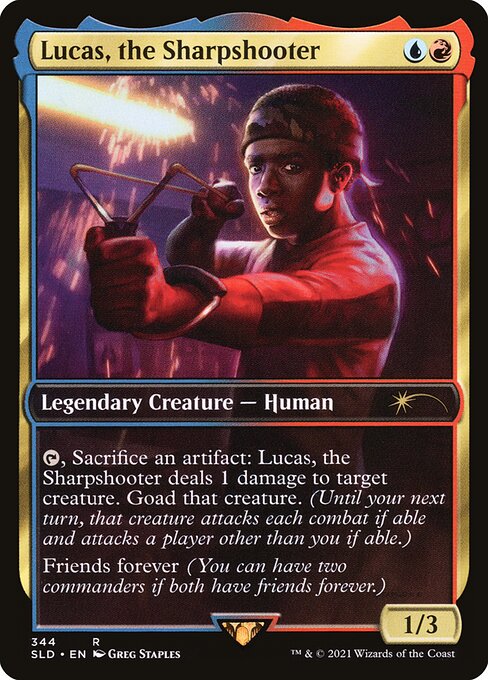 Lucas, the Sharpshooter
Legendary Creature — Human
, Sacrifice an artifact: Lucas, the
Sharpshooter deals 1 damage to target
creature. Goad that creature. (Until your next
turn, that creature attacks each combat if able
and attacks a player other than you if able.)
Friends forever (You can have two
commanders if both have friends forever.)
1/3
344 R
SLD • EN Greg Staples
™ & © 2021 Wizards of the Coast